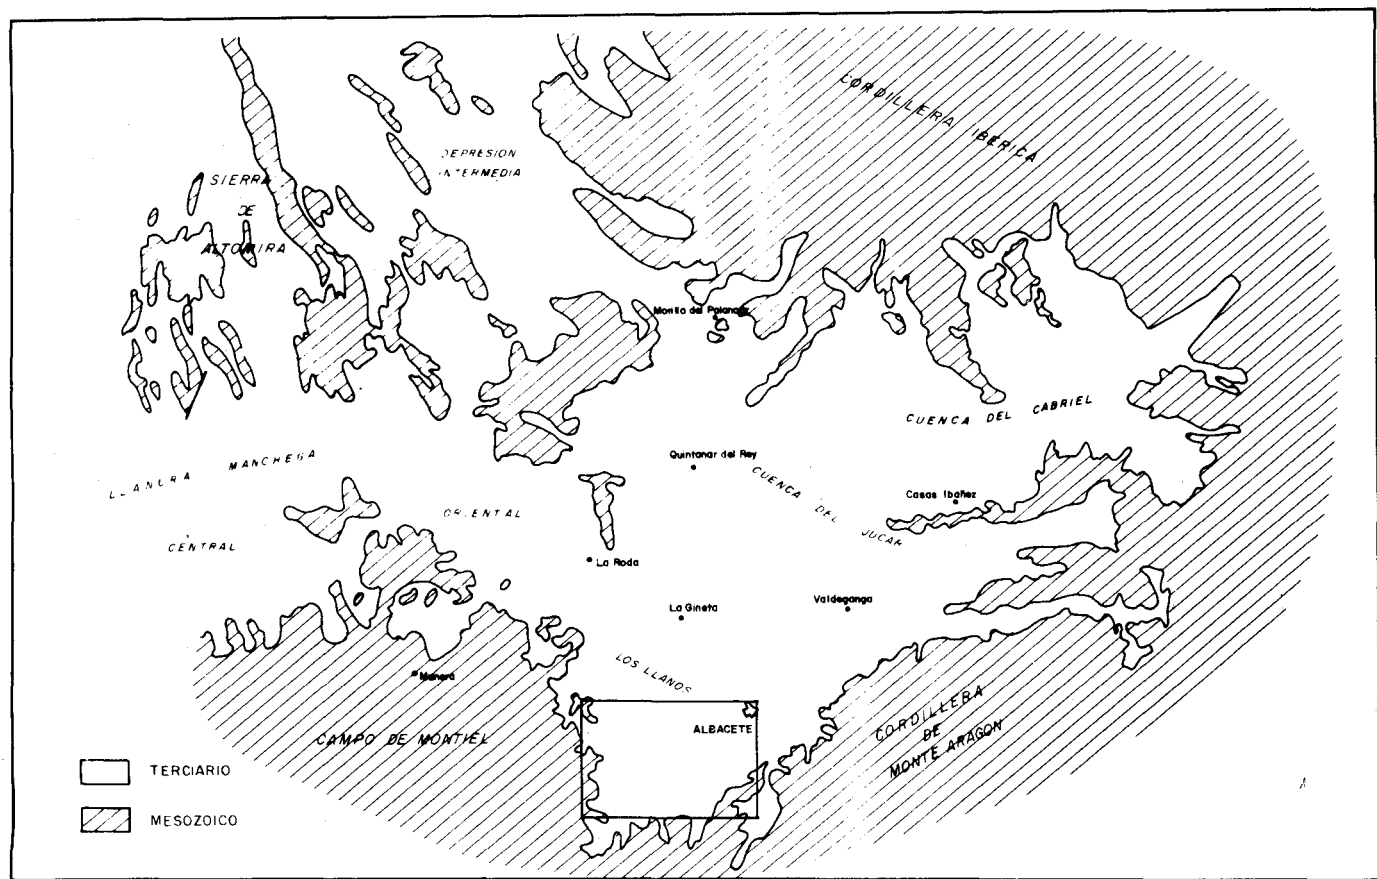 CORDILLERA IBERICA
DEPRESION
INTERMEDIA
SIERRA
DE
ALTOMIRA
Motilla del Palancar
CUENCA DEL CABRIEL
LLANURA MANCHEGA
Quintanar del Rey
CUENCA DEL JUCAR
Casas Ibañez
ORIENTAL
CENTRAL
La Roda
La Gineta
Valdeganga
LOS LLANOS
Munera
ALBACETE
CORDILLERA
DE
MONTE ARAGON
CAMPO DE MONTIEL
TERCIARIO
MESOZOICO